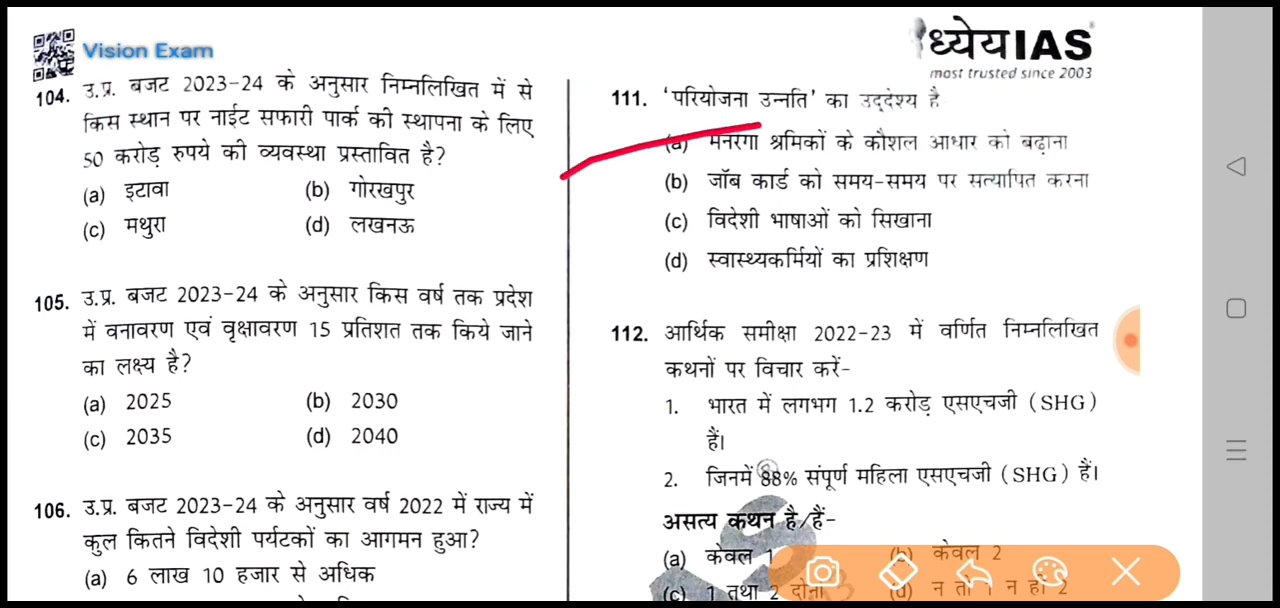 Vision Exam
ध्येयIAS
most trusted since 2003
104. उ.प्र. बजट 2023-24 के अनुसार निम्नलिखित में से
किस स्थान पर नाईट सफारी पार्क की स्थापना के लिए
50 करोड़ रुपये की व्यवस्था प्रस्तावित है?
(a) इटावा (b) गोरखपुर
(c) मथुरा (d) लखनऊ
105. उ.प्र. बजट 2023-24 के अनुसार किस वर्ष तक प्रदेश
में वनावरण एवं वृक्षावरण 15 प्रतिशत तक किये जाने
का लक्ष्य है?
(a) 2025 (b) 2030
(c) 2035 (d) 2040
106. उ.प्र. बजट 2023-24 के अनुसार वर्ष 2022 में राज्य में
कुल कितने विदेशी पर्यटकों का आगमन हुआ?
(a) 6 लाख 10 हजार से अधिक
111. 'परियोजना उन्नति' का उद्देश्य है
(a) मनरेगा श्रमिकों के कौशल आधार को बढ़ाना
(b) जॉब कार्ड को समय-समय पर सत्यापित करना
(c) विदेशी भाषाओं को सिखाना
(d) स्वास्थ्यकर्मियों का प्रशिक्षण
112. आर्थिक समीक्षा 2022-23 में वर्णित निम्नलिखित
कथनों पर विचार करें-
1. भारत में लगभग 1.2 करोड़ एसएचजी (SHG)
हैं।
2. जिनमें 88% संपूर्ण महिला एसएचजी (SHG) हैं।
असत्य कथन है/हैं-
(a) केवल 1 (b) केवल 2
(c) 1 तथा 2 दोनों (d) न तो 1 न ही 2